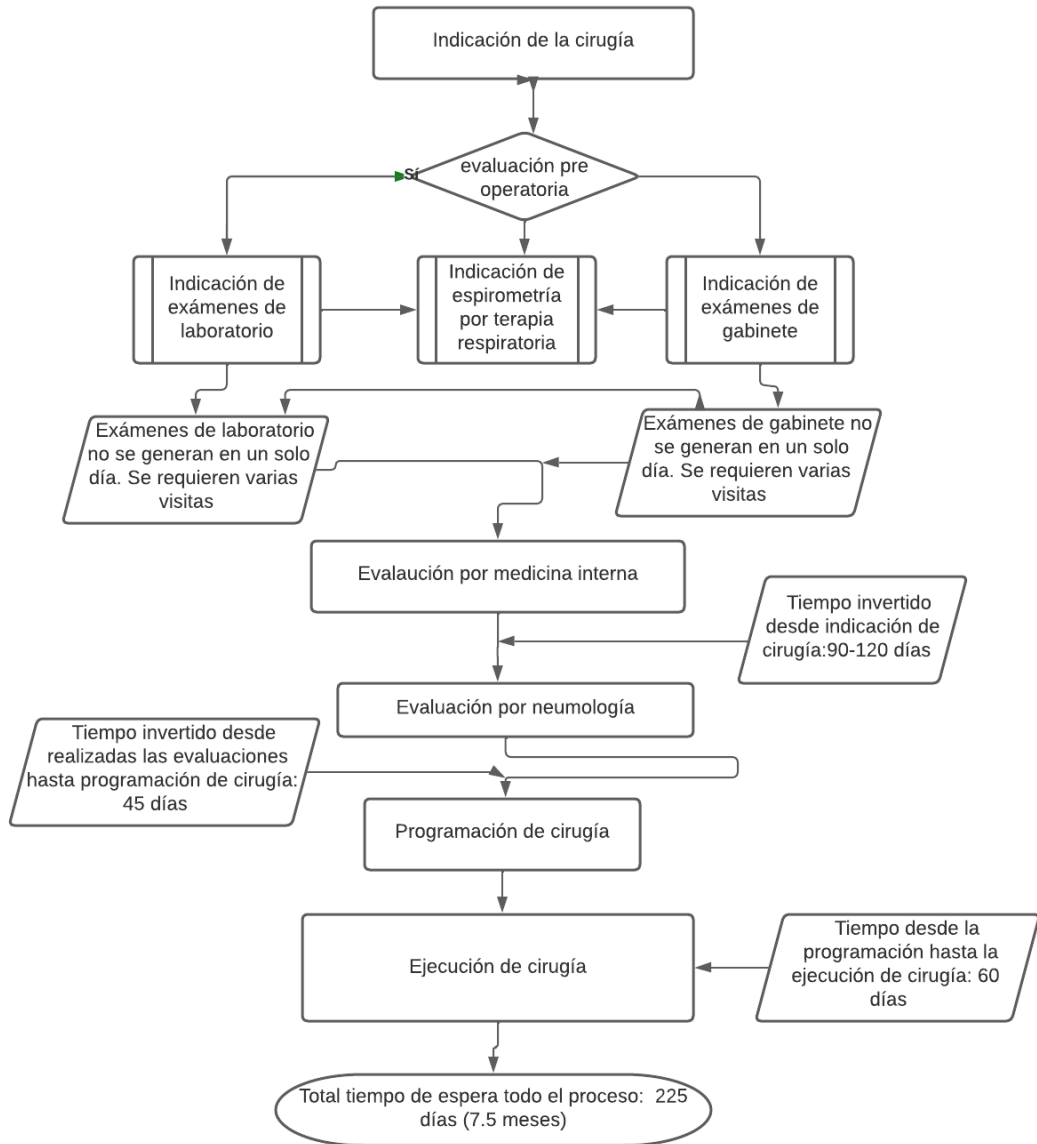 Indicación de la cirugía
Sí
evaluación pre
operatoria
Indicación de
exámenes de
laboratorio
Indicación de
espirometría
por terapia
respiratoria
Indicación de
exámenes de
gabinete
Exámenes de laboratorio
no se generan en un solo
día. Se requieren varias
visitas
Exámenes de gabinete no
se generan en un solo
día. Se requieren varias
visitas
Evalaución por medicina interna
Tiempo invertido
desde indicación de
cirugía:90-120 días
Evaluación por neumología
Tiempo invertido desde
realizadas las evaluaciones
hasta programación de cirugía:
45 días
Programación de cirugía
Ejecución de cirugía
Tiempo desde la
programación hasta la
ejecución de cirugía: 60
días
Total tiempo de espera todo el proceso:  225
días (7.5 meses)